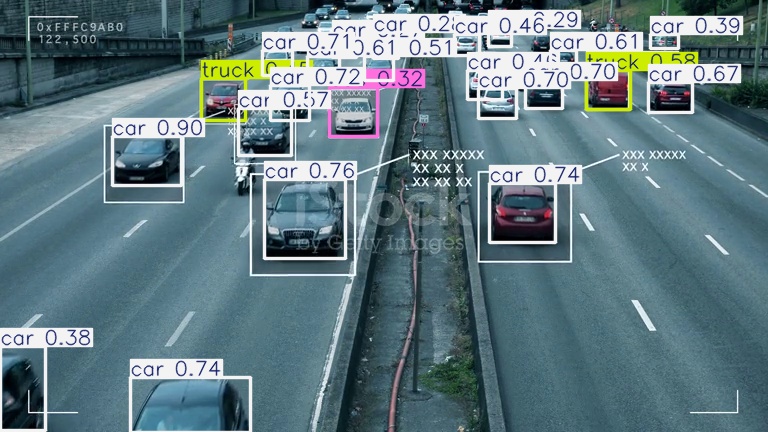 0xFFFC9AB0
122,500
car 0.71
car 0.2
car 0.46
.29
car 0.39
0.61
0.51
car 0.61
truck
car 0.72
0.32
car 0.46
0.70
0.70
truck 0.58
car 0.67
car 0.57
car 0.90
car 0.76
xxx xxxxx
xx xx x
xx xx xx
car 0.74
xxx xxxxx
xx x
iStock
by Getty Images
car 0.38
car 0.74